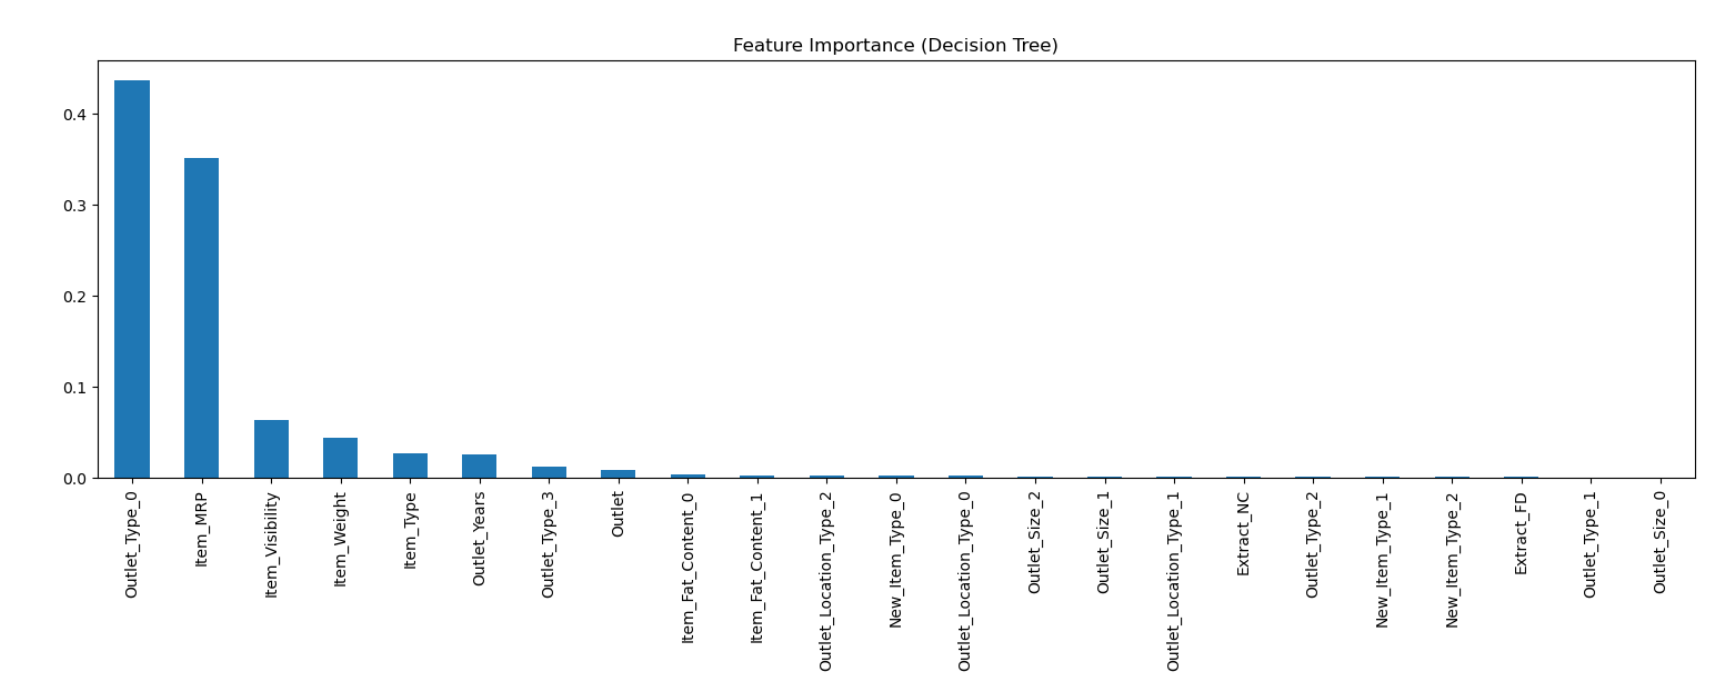 Feature Importance (Decision Tree)
0.4
0.3
0.2
0.1
0.0
Outlet_Type_0
Item_MRP
Item_Visibility
Item_Weight
Item_Type
Outlet_Years
Outlet_Type_3
Outlet
Item_Fat_Content_0
Item_Fat_Content_1
Outlet_Location_Type_2
New_Item_Type_0
Outlet_Location_Type_0
Outlet_Size_2
Outlet_Size_1
Outlet_Location_Type_1
Extract_NC
Outlet_Type_2
New_Item_Type_1
New_Item_Type_2
Extract_FD
Outlet_Type_1
Outlet_Size_0